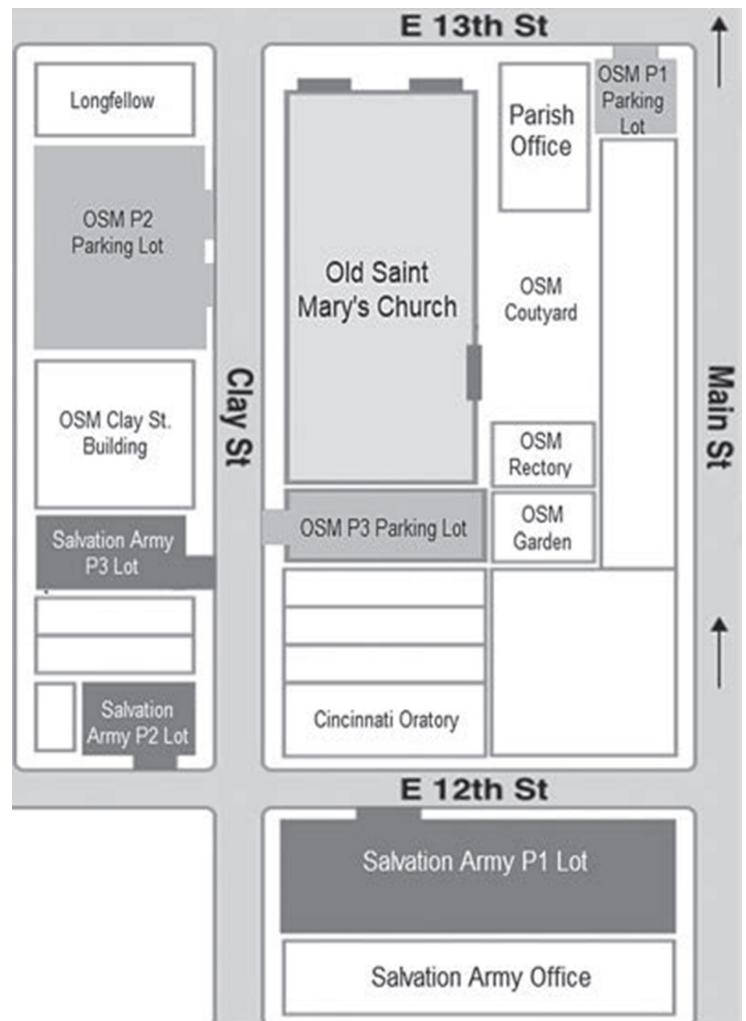 E 13th St
Longfellow
OSM P1
Parking
Lot
Parish
Office
OSM P2
Parking Lot
Old Saint
Mary's Church
OSM
Coutyard
Clay St
Main St
OSM Clay St.
Building
OSM
Rectory
Salvation Army
P3 Lot
OSM P3 Parking Lot
OSM
Garden
Salvation
Army P2 Lot
Cincinnati Oratory
E 12th St
Salvation Army P1 Lot
Salvation Army Office